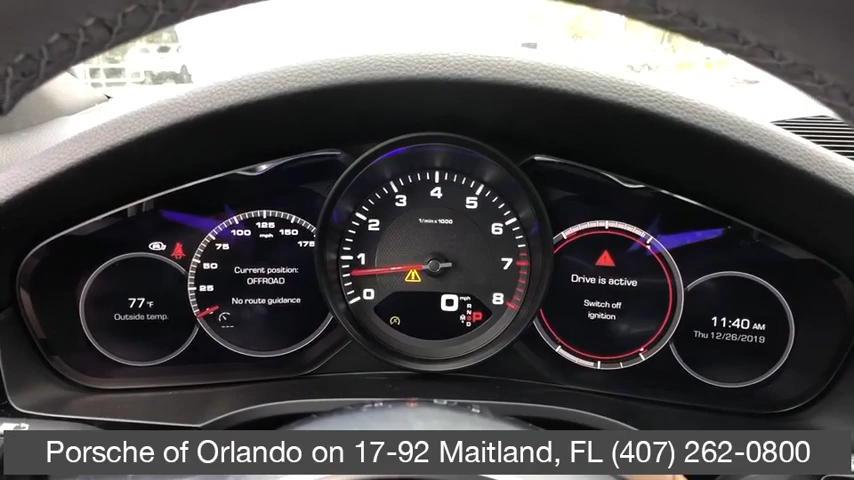 77 °F
Outside temp.
25
50
75
100
125
150
175
mph
Current position:
OFFROAD
No route guidance
0
1
2
3
4
5
6
7
8
1/min x 1000
0 mph
P
R
N
D
Drive is active
Switch off
ignition
11:40 AM
Thu 12/26/2019
Porsche of Orlando on 17-92 Maitland, FL (407) 262-0800